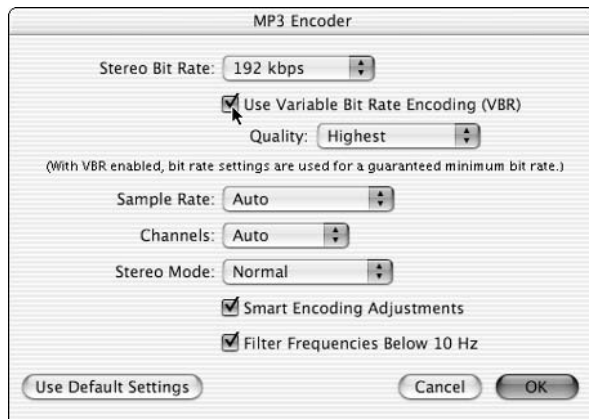 MP3 Encoder
Stereo Bit Rate: 192 kbps
Use Variable Bit Rate Encoding (VBR)
Quality: Highest
(With VBR enabled, bit rate settings are used for a guaranteed minimum bit rate.)
Sample Rate: Auto
Channels: Auto
Stereo Mode: Normal
Smart Encoding Adjustments
Filter Frequencies Below 10 Hz
Use Default Settings Cancel OK